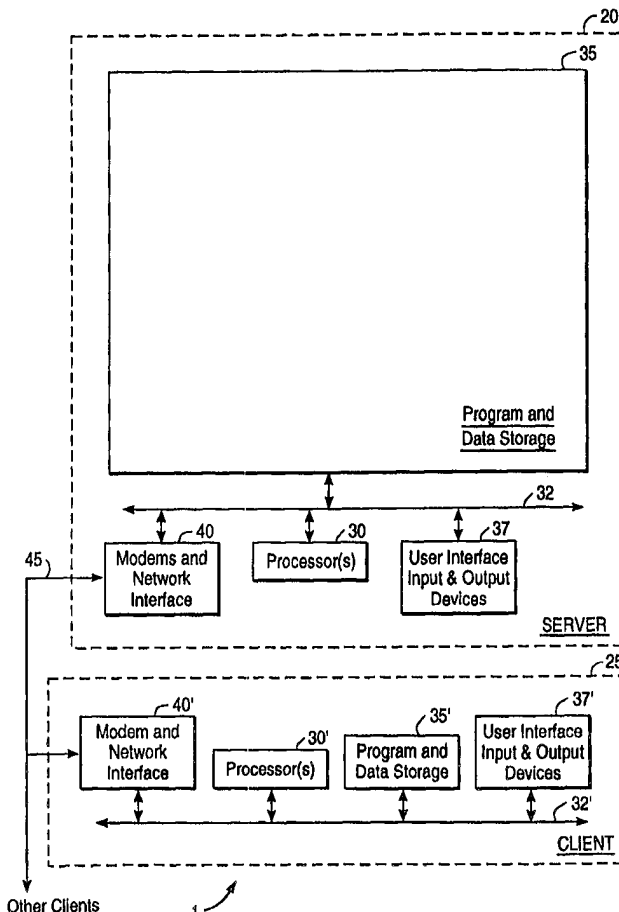 20
35
Program and
Data Storage
32
40
30
37
45
Modems and
Network
Interface
Processor(s)
User Interface
Input & Output
Devices
SERVER
25
40'
30'
35'
37'
Modem and
Network
Interface
Processor(s)
Program and
Data Storage
User Interface
Input & Output
Devices
32'
CLIENT
Other Clients
1